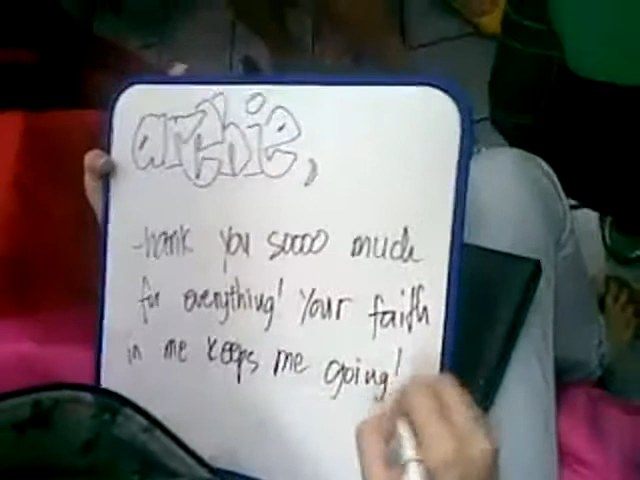 archie,
thank you soooo much
for everything! Your faith
in me keeps me going!